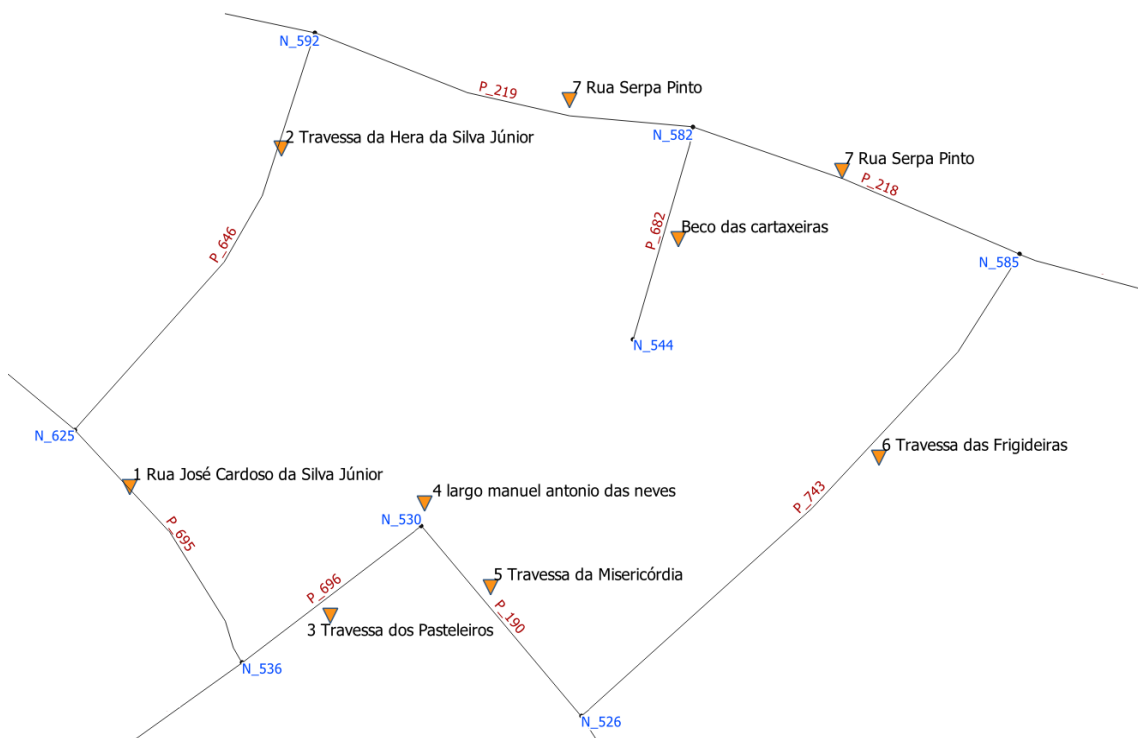 N_592
P_219
7 Rua Serpa Pinto
N_582
2 Travessa da Hera da Silva Júnior
7 Rua Serpa Pinto
P_218
P_682
Beco das cartaxeiras
P_646
N_585
N_544
N_625
6 Travessa das Frigideiras
1 Rua José Cardoso da Silva Júnior
4 largo manuel antonio das neves
P_743
N_530
P_695
P_696
5 Travessa da Misericórdia
P_190
3 Travessa dos Pasteleiros
N_536
N_526